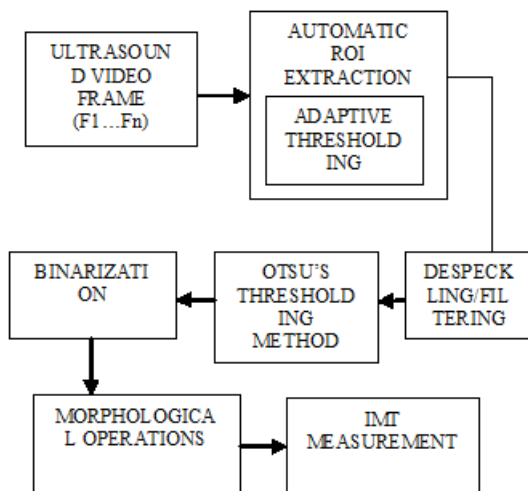 ULTRASOUN
D VIDEO
FRAME
(F1…Fn)
AUTOMATIC
ROI
EXTRACTION
ADAPTIVE
THRESHOLD
ING
DESPECK
LING/FIL
TERING
OTSU'S
THRESHOLD
ING
METHOD
BINARIZATI
ON
MORPHOLOGICA
L OPERATIONS
IMT
MEASUREMENT